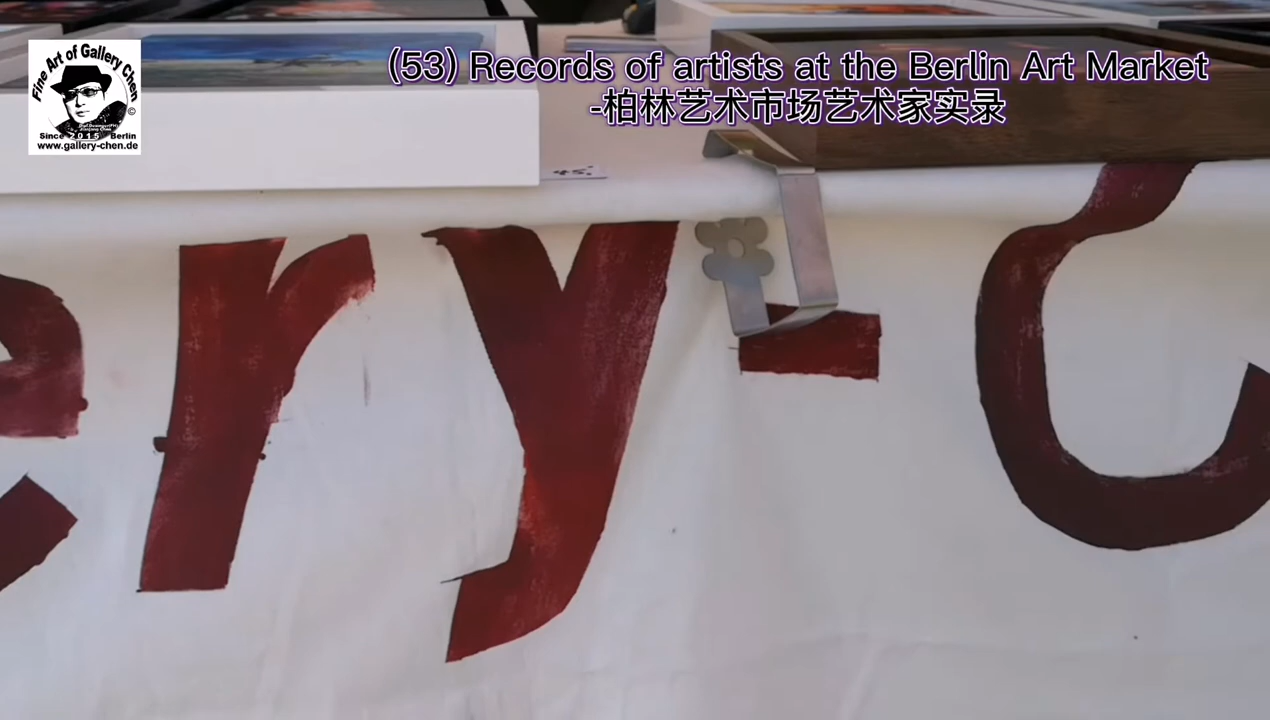 (53) Records of artists at the Berlin Art Market
-柏林艺术市场艺术家实录
Fine Art of Gallery Chen
©
Since 2015 Berlin
www.gallery-chen.de
45.
ery-C